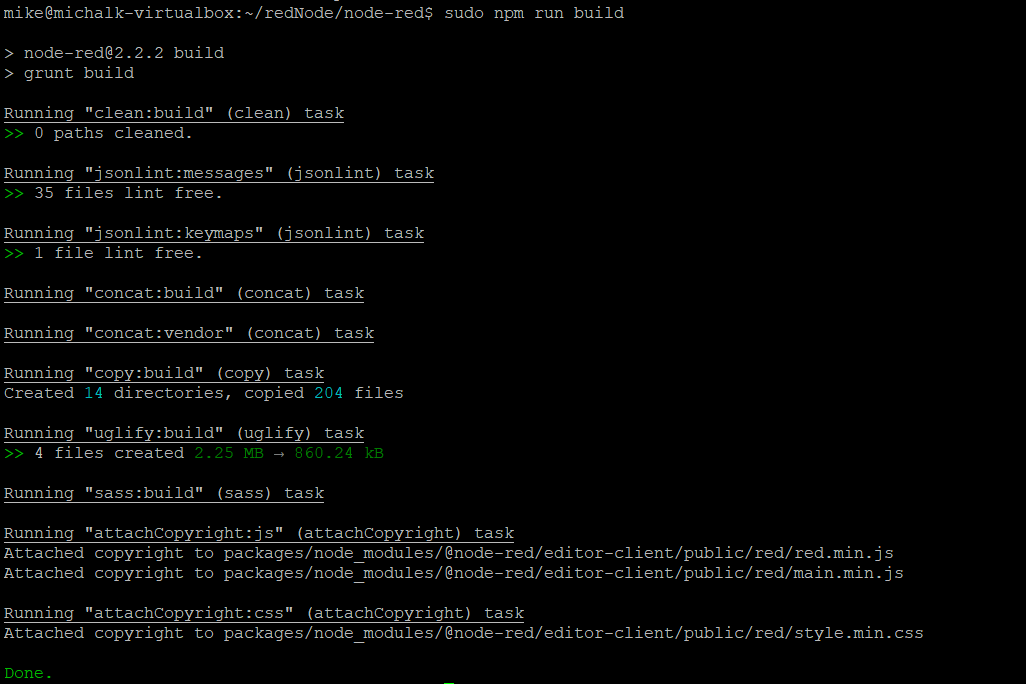 mike@michalk-virtualbox:~/redNode/node-red$ sudo npm run build
> node-red@2.2.2 build
> grunt build
Running "clean:build" (clean) task
>> 0 paths cleaned.
Running "jsonlint:messages" (jsonlint) task
>> 35 files lint free.
Running "jsonlint:keymaps" (jsonlint) task
>> 1 file lint free.
Running "concat:build" (concat) task
Running "concat:vendor" (concat) task
Running "copy:build" (copy) task
Created 14 directories, copied 204 files
Running "uglify:build" (uglify) task
>> 4 files created 2.25 MB → 860.24 kB
Running "sass:build" (sass) task
Running "attachCopyright:js" (attachCopyright) task
Attached copyright to packages/node_modules/@node-red/editor-client/public/red/red.min.js
Attached copyright to packages/node_modules/@node-red/editor-client/public/red/main.min.js
Running "attachCopyright:css" (attachCopyright) task
Attached copyright to packages/node_modules/@node-red/editor-client/public/red/style.min.css
Done.